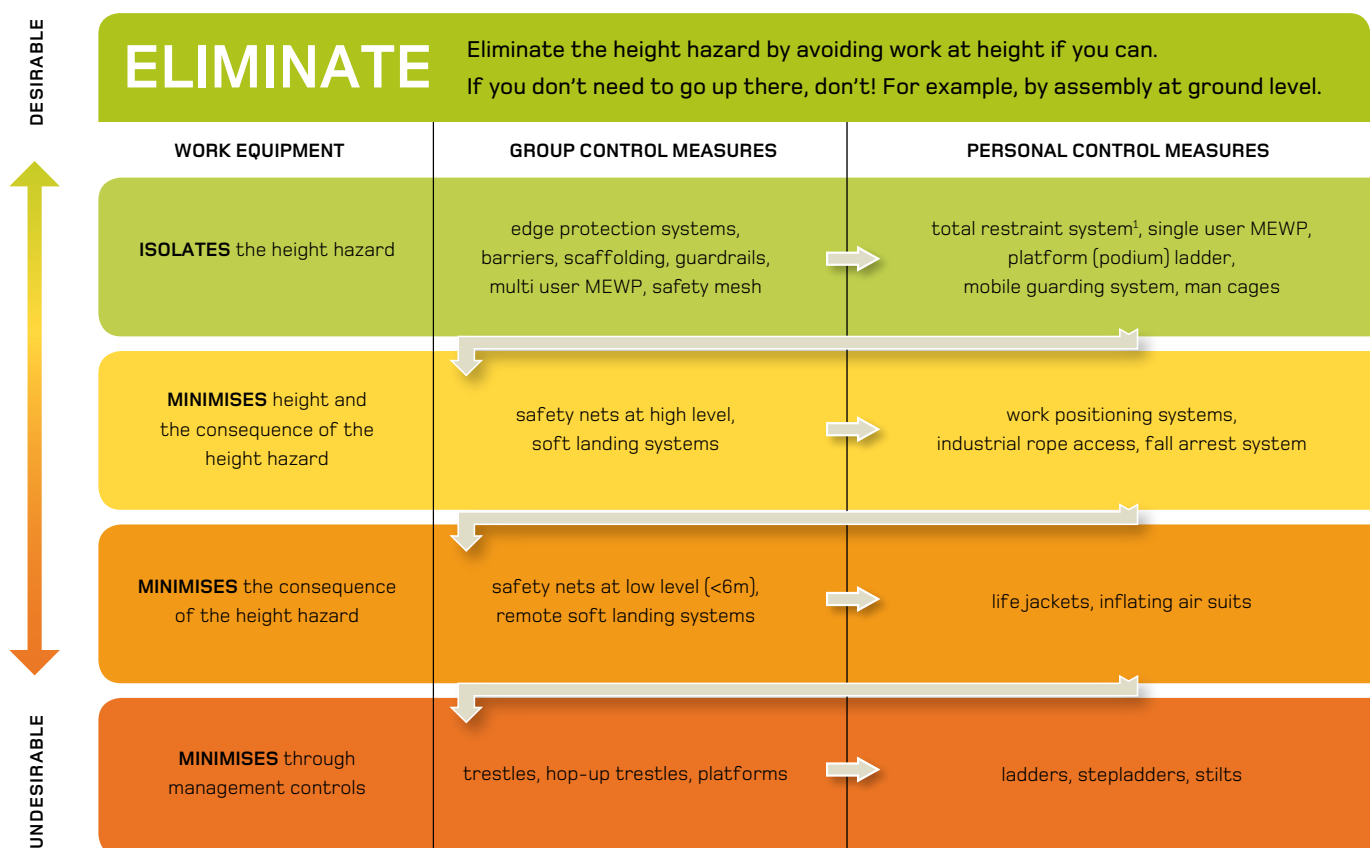 DESIRABLE
ELIMINATE
Eliminate the height hazard by avoiding work at height if you can.
If you don't need to go up there, don't! For example, by assembly at ground level.
WORK EQUIPMENT
GROUP CONTROL MEASURES
PERSONAL CONTROL MEASURES
ISOLATES the height hazard
edge protection systems,
barriers, scaffolding, guardrails,
multi user MEWP, safety mesh
total restraint system¹, single user MEWP,
platform (podium) ladder,
mobile guarding system, man cages
MINIMISES height and
the consequence of the
height hazard
safety nets at high level,
soft landing systems
work positioning systems,
industrial rope access, fall arrest system
MINIMISES the consequence
of the height hazard
safety nets at low level (<6m),
remote soft landing systems
life jackets, inflating air suits
MINIMISES through
management controls
trestles, hop-up trestles, platforms
ladders, stepladders, stilts
UNDESIRABLE